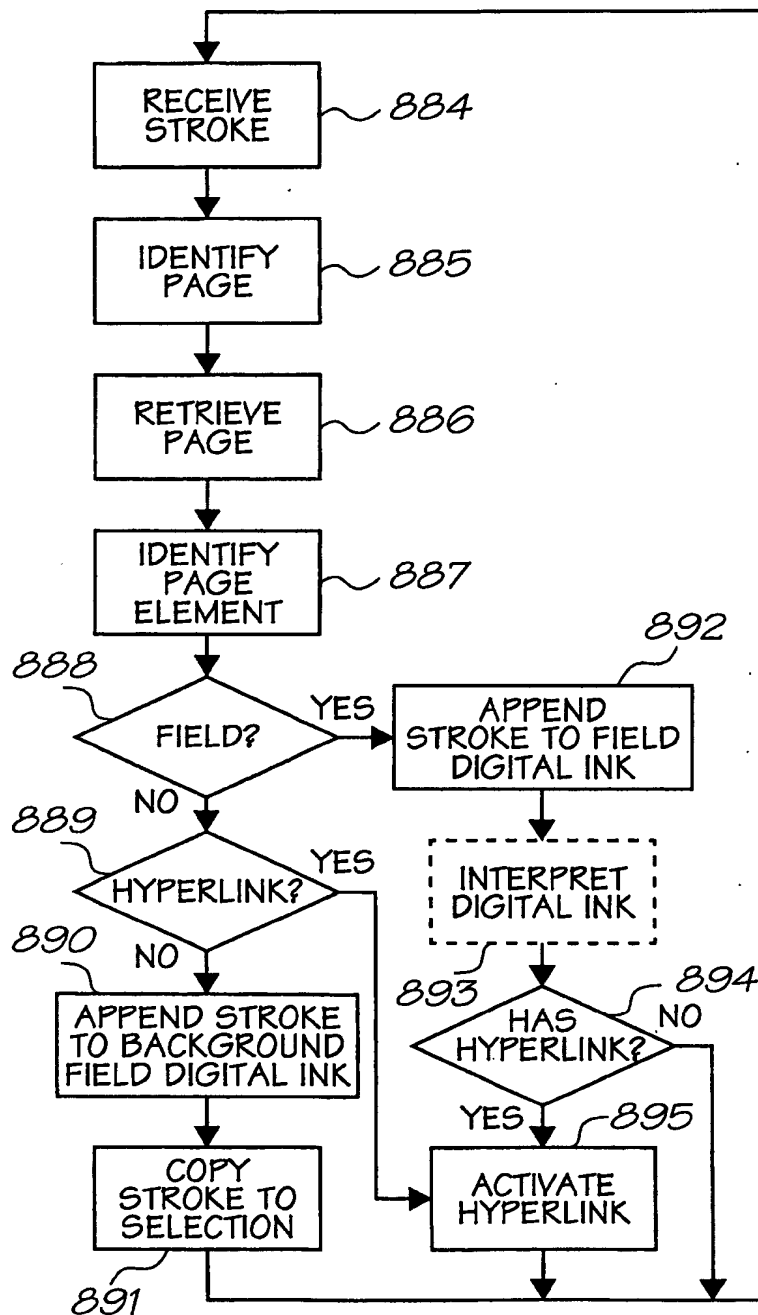 RECEIVE
STROKE
884
IDENTIFY
PAGE
885
RETRIEVE
PAGE
886
IDENTIFY
PAGE
ELEMENT
887
888
FIELD?
YES
NO
892
APPEND
STROKE TO FIELD
DIGITAL INK
889
HYPERLINK?
YES
NO
INTERPRET
DIGITAL INK
893
890
APPEND STROKE
TO BACKGROUND
FIELD DIGITAL INK
894
HAS
HYPERLINK?
NO
YES
COPY
STROKE TO
SELECTION
891
895
ACTIVATE
HYPERLINK